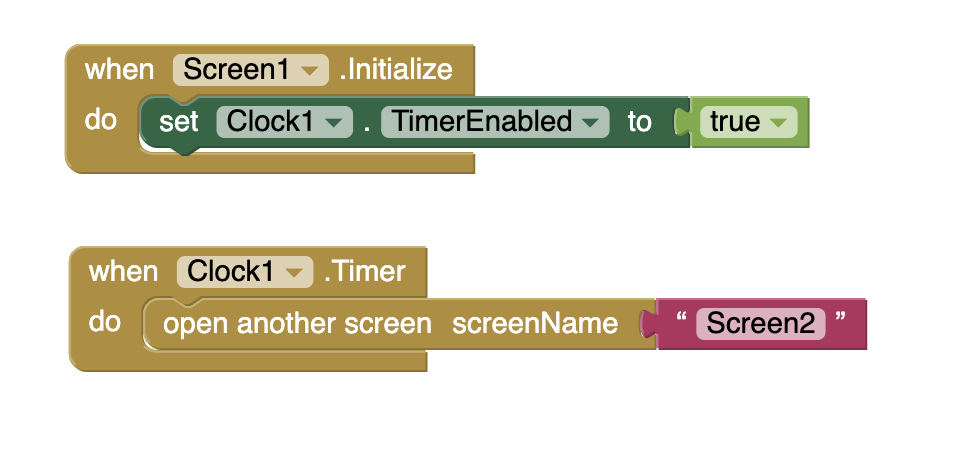 when Screen1 .Initialize
do set Clock1 . TimerEnabled to true
when Clock1 .Timer
do open another screen screenName “ Screen2 ”